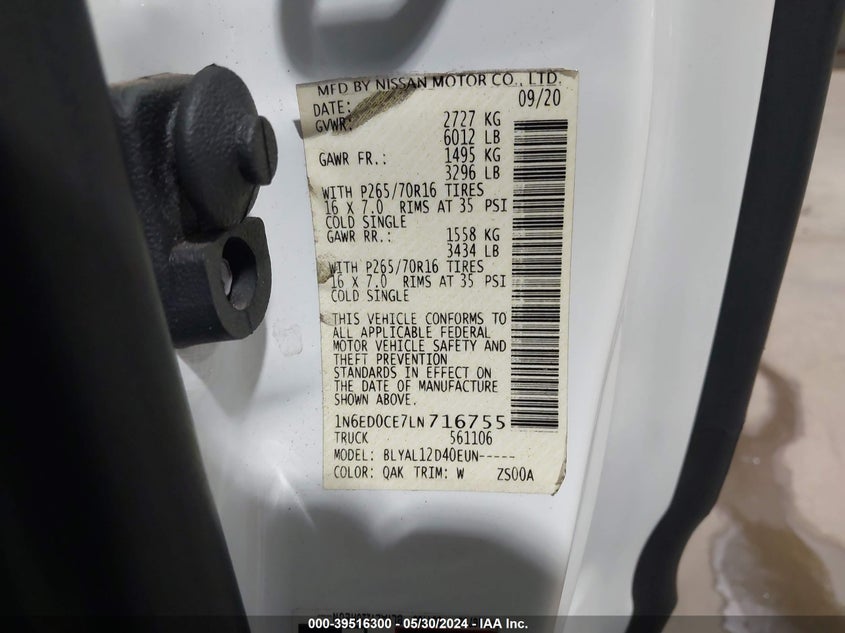 MFD BY NISSAN MOTOR CO., LTD.
DATE: 09/20
GVWR: 2727 KG
6012 LB
GAWR FR.: 1495 KG
3296 LB
WITH P265/70R16 TIRES
16 X 7.0 RIMS AT 35 PSI
COLD SINGLE
GAWR RR.: 1558 KG
3434 LB
WITH P265/70R16 TIRES
16 X 7.0 RIMS AT 35 PSI
COLD SINGLE
THIS VEHICLE CONFORMS TO
ALL APPLICABLE FEDERAL
MOTOR VEHICLE SAFETY AND
THEFT PREVENTION
STANDARDS IN EFFECT ON
THE DATE OF MANUFACTURE
SHOWN ABOVE.
1N6ED0CE7LN716755
TRUCK 561106
MODEL: BLYAL12D40EUN-----
COLOR: QAK TRIM: W ZS00A
000-39516300 - 05/30/2024 - IAA Inc.